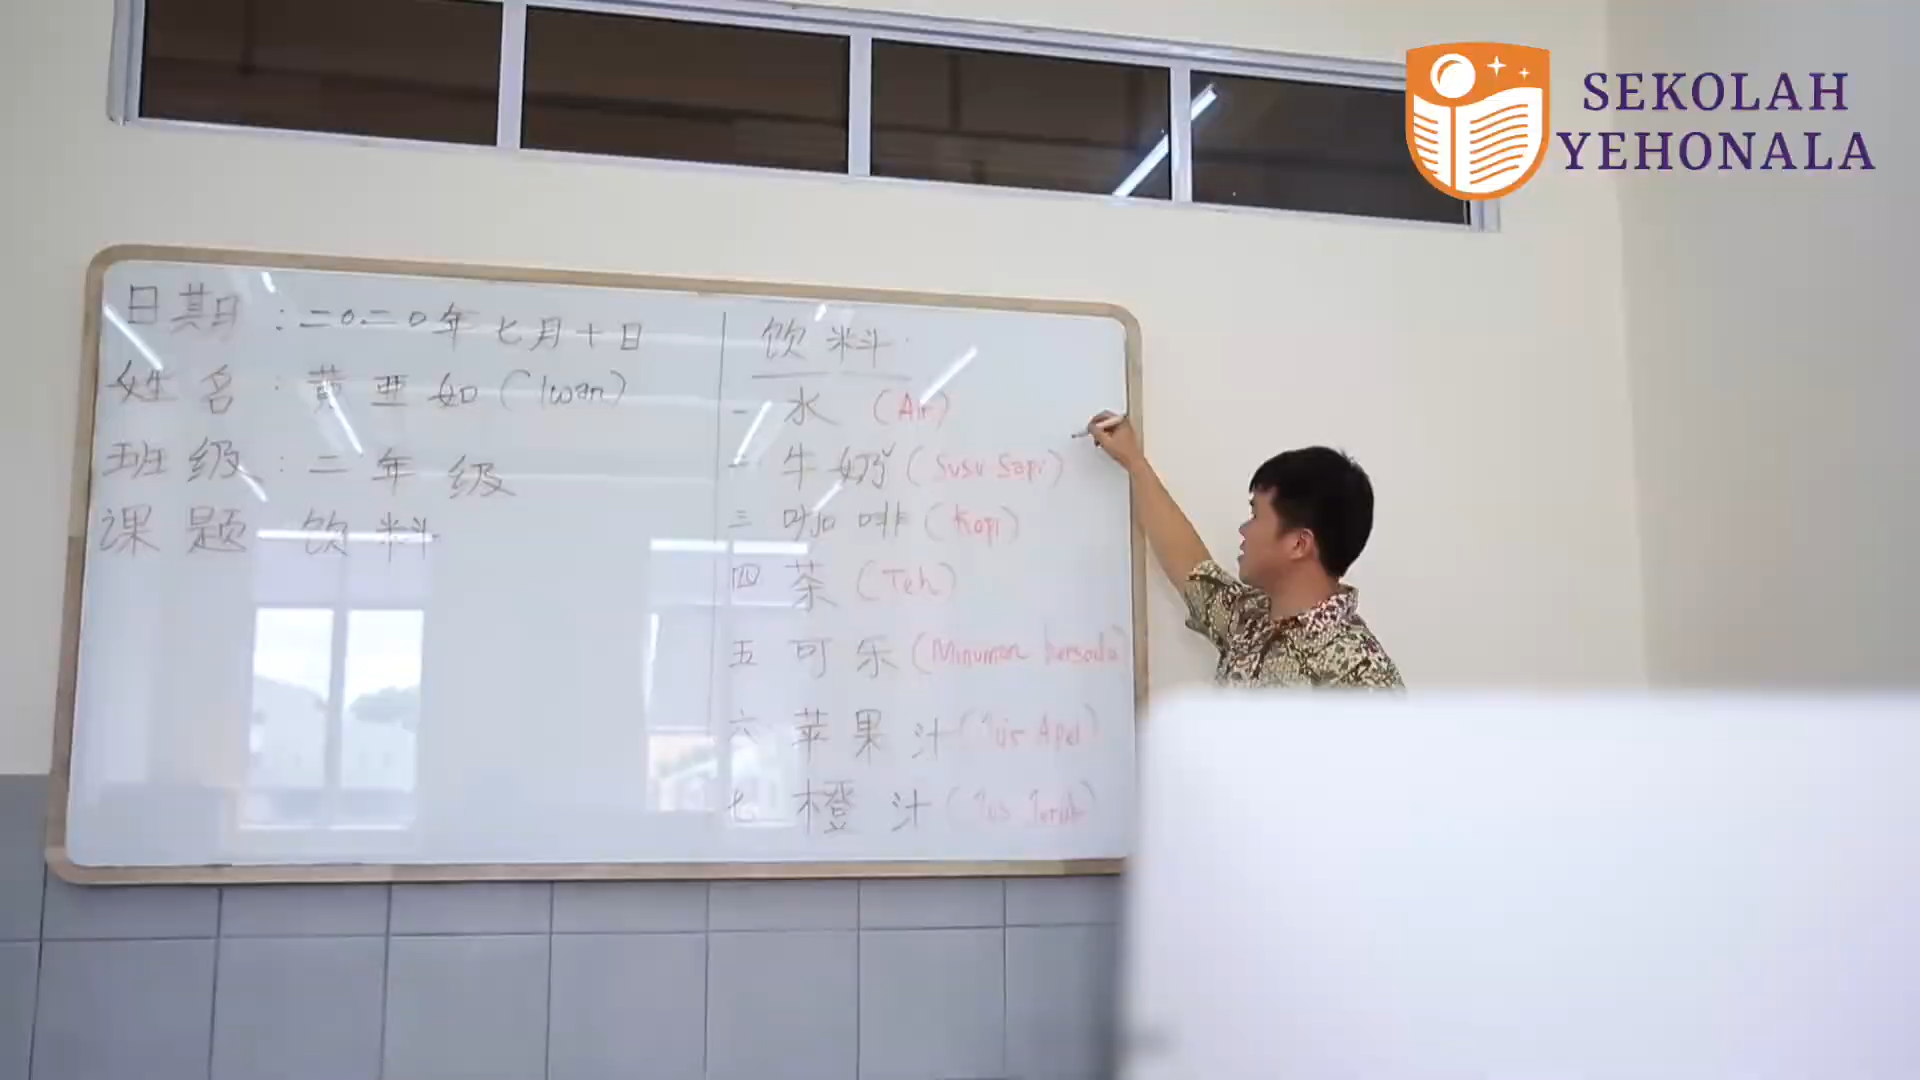 SEKOLAH
YEHONALA
日期：二〇二〇年七月十日
姓名：黄亚如（Iwan）
班级：二年级
课题 饮料
饮料
一 水 （Air）
二 牛奶（Susu Sapi）
三 咖啡（Kopi）
四 茶（Teh）
五 可乐（Minuman bersoda）
六 苹果汁（Jus Apel）
七 橙汁（Jus Jeruk）